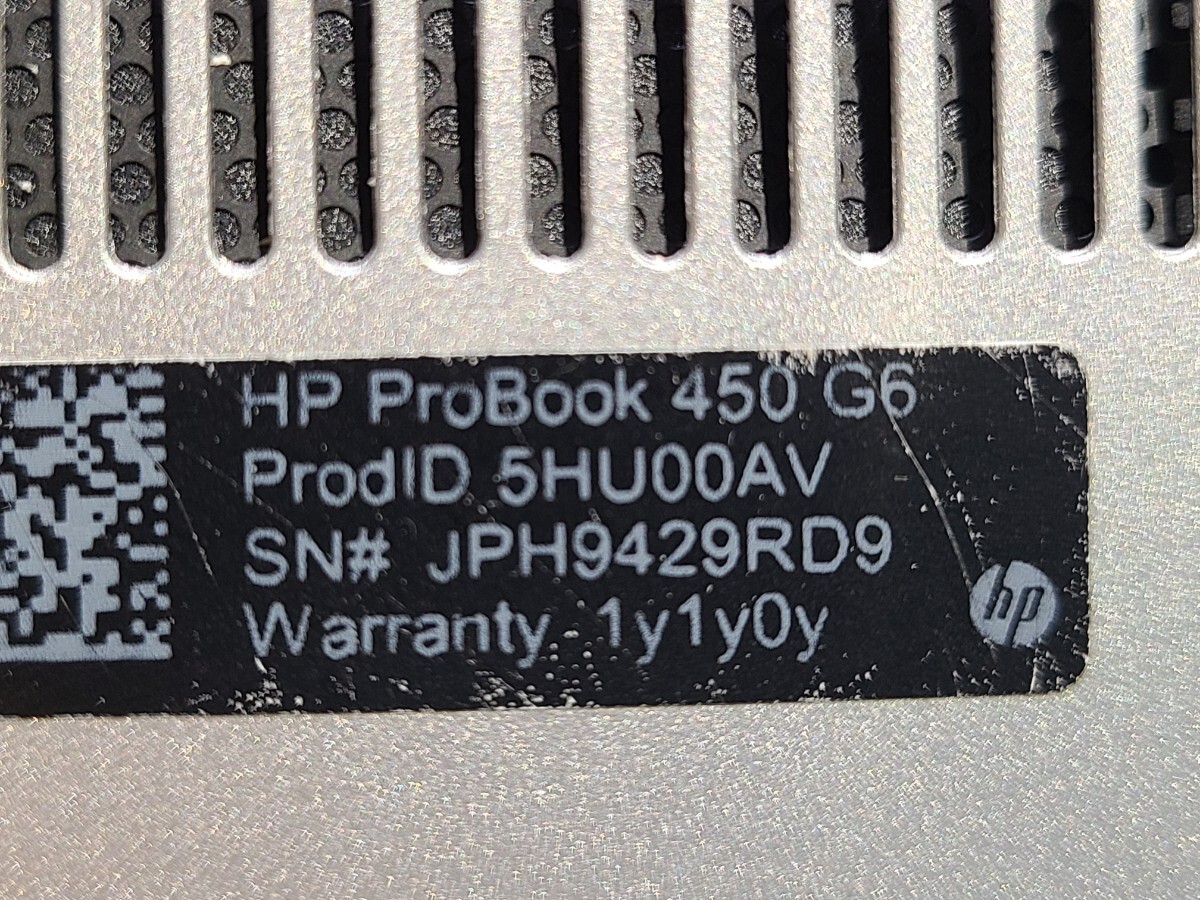 HP ProBook 450 G6
ProdID 5HU00AV
SN# JPH9429RD9
Warranty 1y1y0y
hp